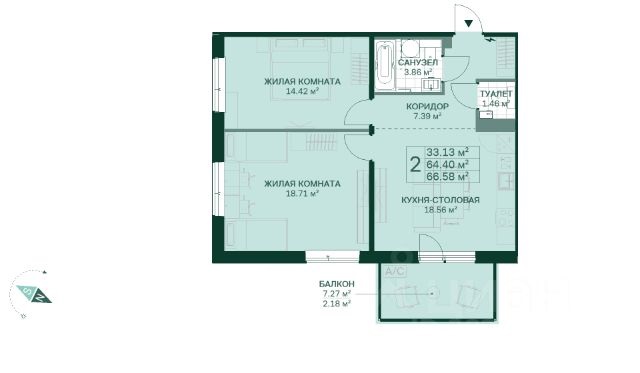 САНУЗЕЛ
3.86 м²
ЖИЛАЯ КОМНАТА
14.42 м²
ТУАЛЕТ
1.46 м²
КОРИДОР
7.39 м²
2
33.13 м²
64.40 м²
66.58 м²
ЖИЛАЯ КОМНАТА
18.71 м²
КУХНЯ-СТОЛОВАЯ
18.56 м²
A/C
БАЛКОН
7.27 м²
2.18 м²
S N